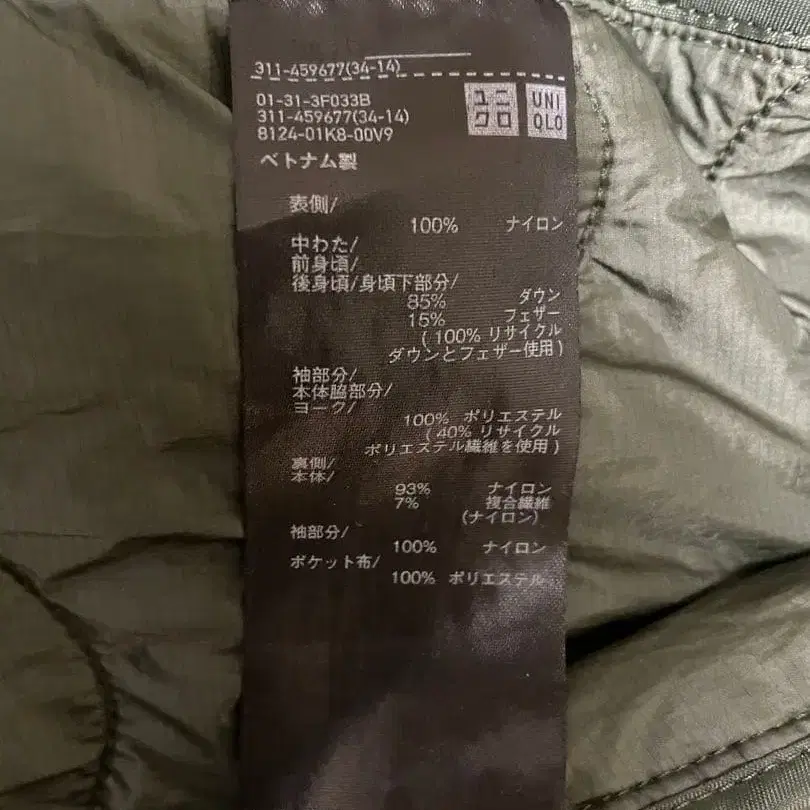 311-459677(34-14)
01-31-3F033B
311-459677(34-14)
8124-01K8-00V9
ユニ
クロ
UNI
QLO
ベトナム製
表側/
100% ナイロン
中わた/
前身頃/
後身頃/身頃下部分/
85% ダウン
15% フェザー
(100% リサイクル
ダウンとフェザー使用)
袖部分/
本体脇部分/
ヨーク/
100% ポリエステル
(40% リサイクル
ポリエステル繊維を使用)
裏側/
本体/
93% ナイロン
7% 複合繊維
(ナイロン)
袖部分/
100% ナイロン
ポケット布/
100% ポリエステル